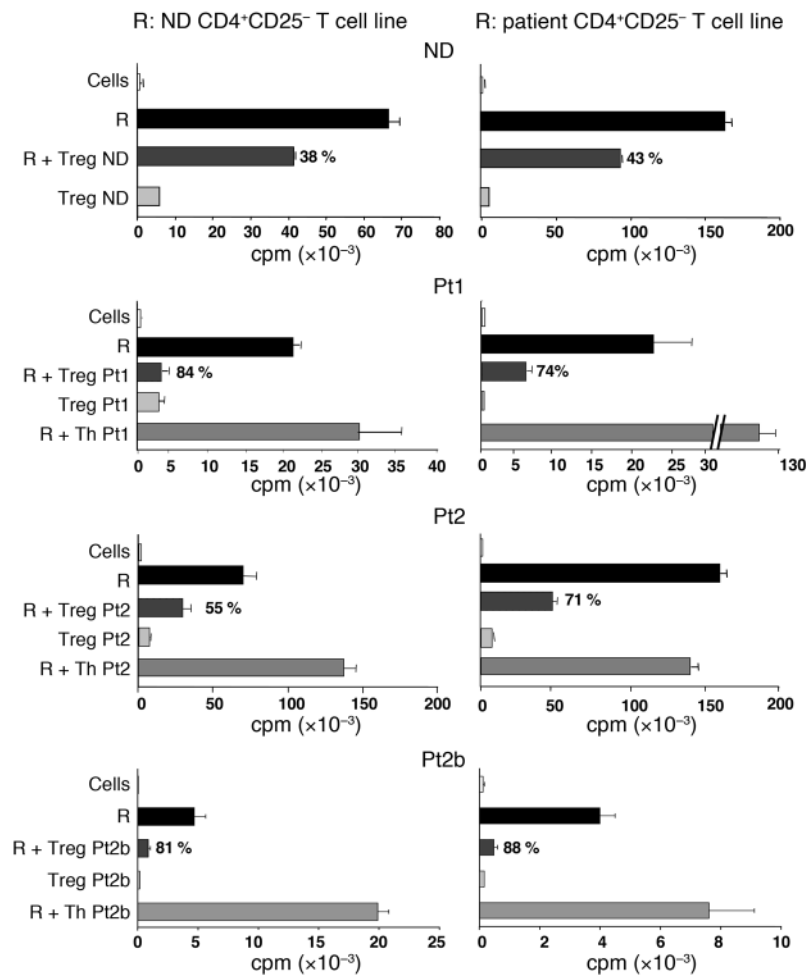 R: ND CD4⁺CD25⁻ T cell line
R: patient CD4⁺CD25⁻ T cell line
ND
Cells
R
R + Treg ND
38 %
43 %
Treg ND
0 10 20 30 40 50 60 70 80
0 50 100 150 200
cpm (×10⁻³)
cpm (×10⁻³)
Pt1
Cells
R
R + Treg Pt1
84 %
74%
Treg Pt1
R + Th Pt1
0 5 10 15 20 25 30 35 40
0 5 10 15 20 25 30 130
cpm (×10⁻³)
cpm (×10⁻³)
Pt2
Cells
R
R + Treg Pt2
55 %
71 %
Treg Pt2
R + Th Pt2
0 50 100 150 200
0 50 100 150 200
cpm (×10⁻³)
cpm (×10⁻³)
Pt2b
Cells
R
R + Treg Pt2b
81 %
88 %
Treg Pt2b
R + Th Pt2b
0 5 10 15 20 25
0 2 4 6 8 10
cpm (×10⁻³)
cpm (×10⁻³)